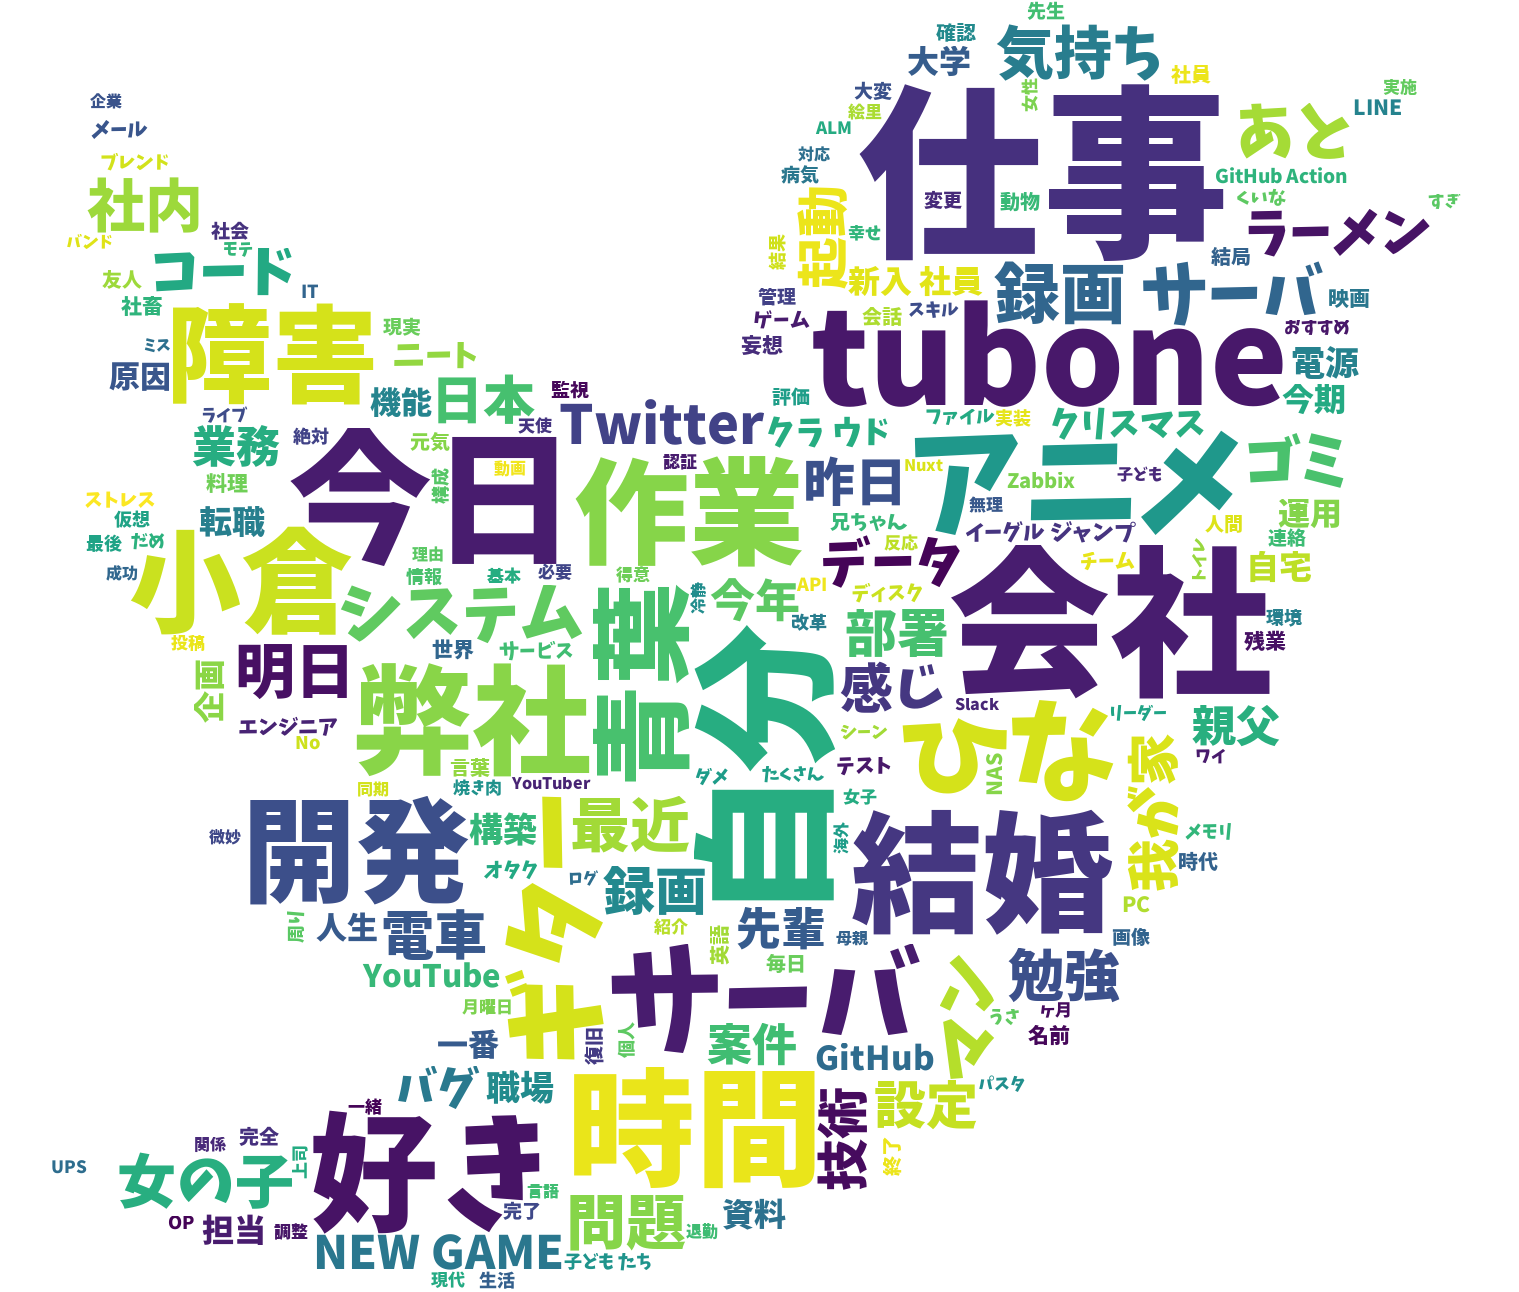 先生
確認
大学
気持ち
社員
企業
メール
大変
絵里
女性
仕事
あと
実施
LINE
ALM
対応
病気
ブレンド
社内
GitHub Action
変更
動物
くいな
すぎ
起動
幸せ
ラーメン
バンド
社会
モテ
コード
結果
結局
友人
IT
新入 社員
録画
サーバ
映画
社畜
管理
スキル
ゲーム
会話
tubone
おすすめ
障害
現実
ミス
ニート
妄想
電源
原因
機能
日本
監視
評価
今期
ライブ
天使
Twitter
クラウド
ファイル
実装
クリスマス
業務
絶対
元気
今日
動画
認証
作業
昨日
Nuxt
アニメ
Zabbix
子ども
ゴミ
料理
構成
ストレス
仮想
転職
無理
兄ちゃん
イーグル ジャンプ
人間
運用
最後
だめ
連絡
小倉
理由
データ
反応
チーム
トイレ
自宅
成功
情報
基本
必要
得意
青葉
冷静
今年
API
ディスク
会社
システム
改革
部署
環境
投稿
世界
サービス
残業
企画
明日
自分
感じ
弊社
Slack
ひな
リーダー
親父
エンジニア
No
シーン
ワイ
言葉
テスト
NAS
我が家
YouTuber
ダメ
たくさん
焼き肉
同期
女子
開発
微妙
構築
ギター
最近
海外
結婚
メモリ
時代
オタク
ログ
録画
PC
周り
人生
電車
紹介
英語
先輩
母親
画像
YouTube
毎日
サーバ
勉強
月曜日
マン
うさ
ケ月
名前
一番
復旧
個人
案件
GitHub
バグ
職場
時間
技術
設定
パスタ
一緒
好き
関係
完全
上司
終了
UPS
女の子
言語
完了
問題
退勤
資料
OP
担当
調整
NEW GAME
子どもたち
現代
生活